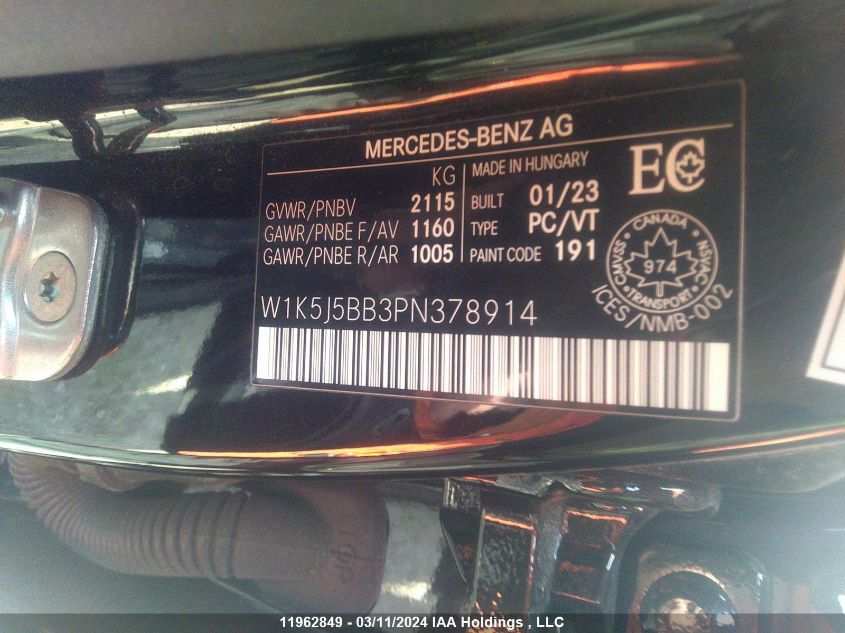 MERCEDES-BENZ AG
KG
GVWR/PNBV 2115
GAWR/PNBE F/AV 1160
GAWR/PNBE R/AR 1005
MADE IN HUNGARY
BUILT 01/23
TYPE PC/VT
PAINT CODE 191
EC
CANADA
CMVSS
NSVAC
974
TRANSPORT
ICES/NMB-002
W1K5J5BB3PN378914
11962849 - 03/11/2024 IAA Holdings , LLC